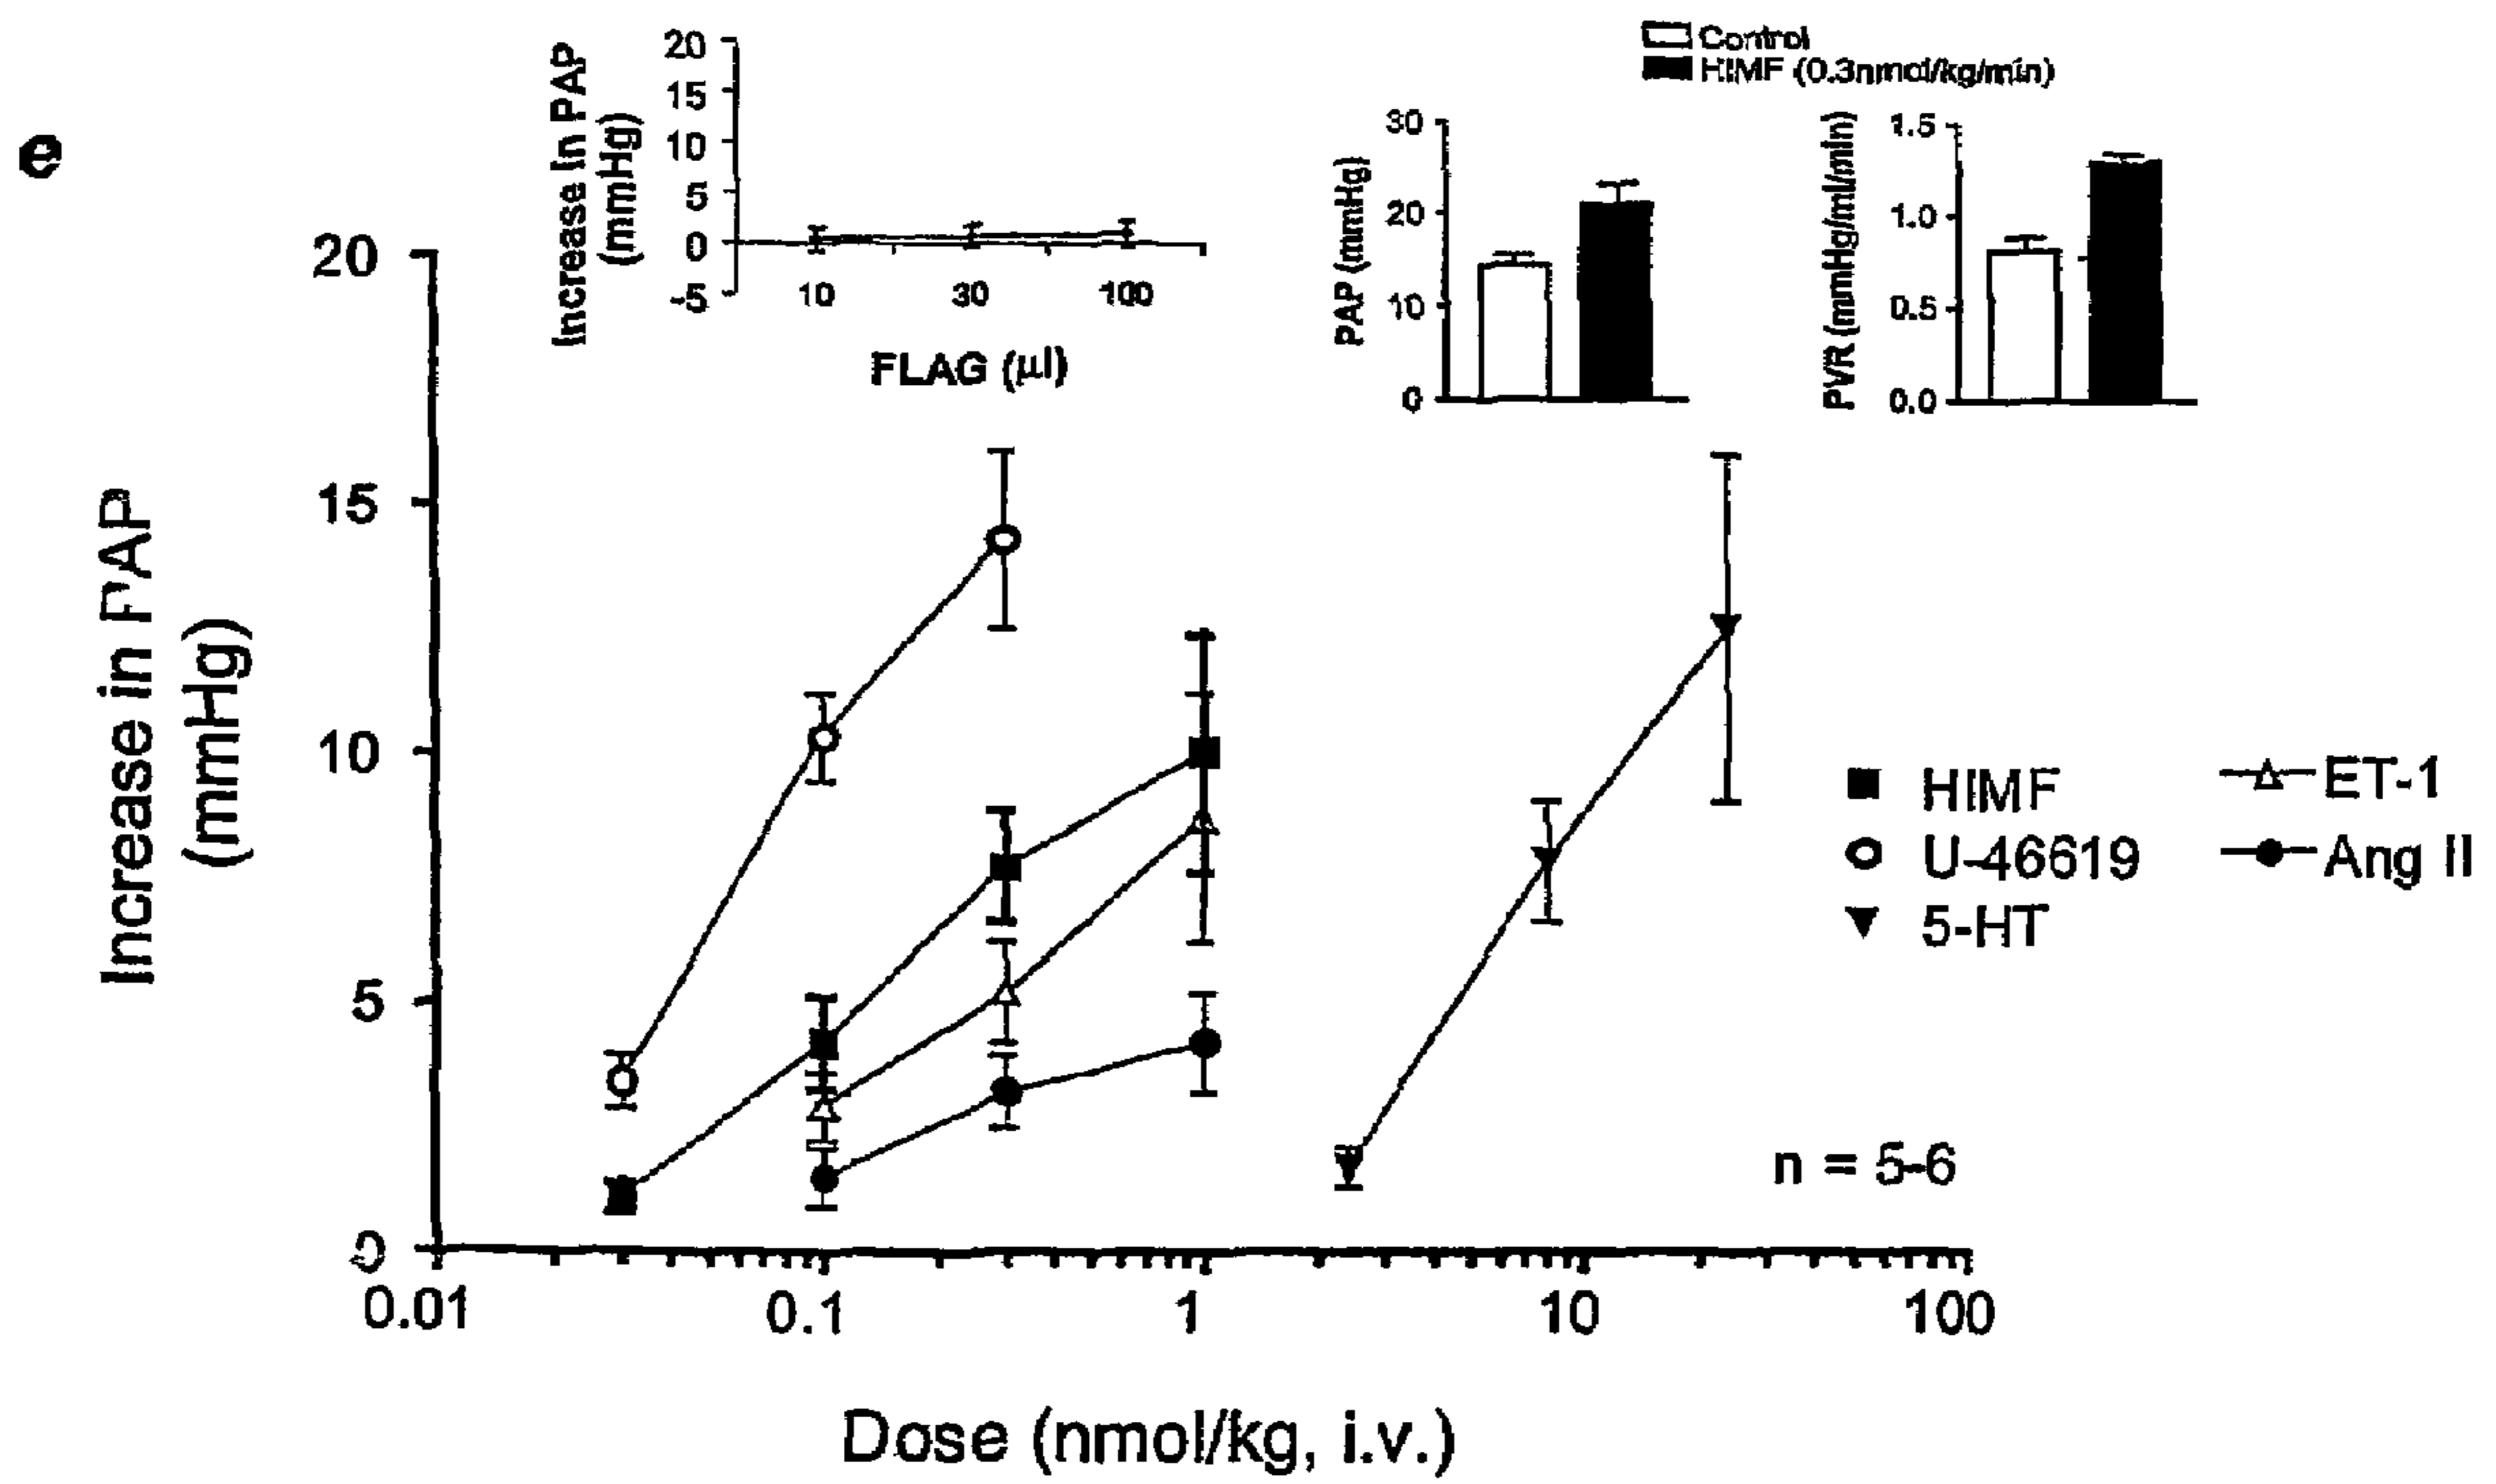 e
Increase in PAP
(mmHg)
20
15
10
5
0
-5
10 30 100
FLAG (µl)
Control
HIMF (0.3nmol/kg/min)
PAP (mmHg)
30
20
10
0
PVR (mmHg/ml/min)
1.5
1.0
0.5
0.0
Increase in PAP
(mmHg)
20
15
10
5
0
0.01 0.1 1 10 100
Dose (nmol/kg, i.v.)
HIMF
U-46619
5-HT
ET-1
Ang II
n = 5-6